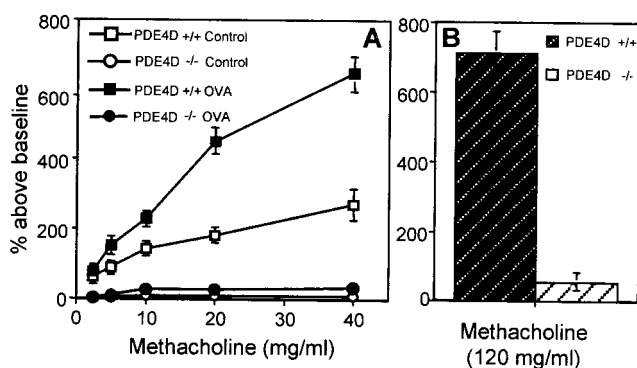 A
PDE4D +/+ Control
PDE4D -/- Control
PDE4D +/+ OVA
PDE4D -/- OVA
% above baseline
800
600
400
200
0
0 10 20 30 40
Methacholine (mg/ml)
B
PDE4D +/+
PDE4D -/-
800
600
400
200
0
Methacholine
(120 mg/ml)